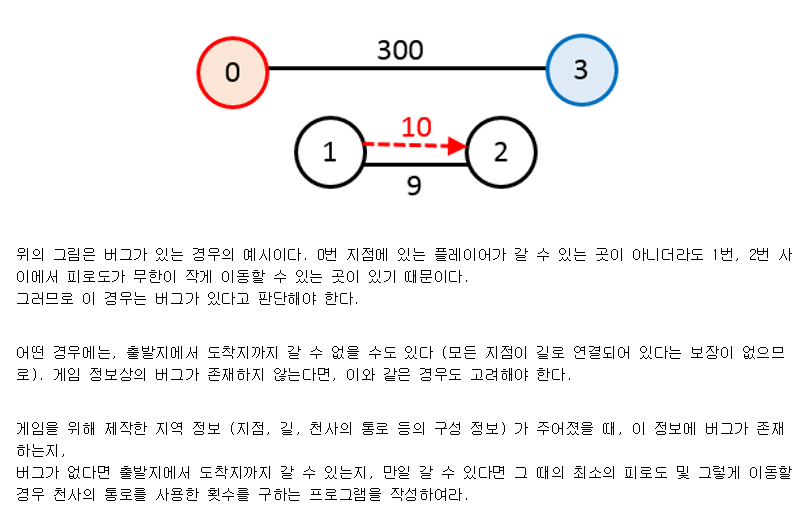 300
0
3
10
1
2
9
위의 그림은 버그가 있는 경우의 예시이다. 0번 지점에 있는 플레이어가 갈 수 있는 곳이 아니더라도 1번, 2번 사
이에서 피로도가 무한이 작게 이동할 수 있는 곳이 있기 때문이다.
그러므로 이 경우는 버그가 있다고 판단해야 한다.
어떤 경우에는, 출발지에서 도착지까지 갈 수 없을 수도 있다 (모든 지점이 길로 연결되어 있다는 보장이 없으므
로). 게임 정보상의 버그가 존재하지 않는다면, 이와 같은 경우도 고려해야 한다.
게임을 위해 제작한 지역 정보 (지점, 길, 천사의 통로 등의 구성 정보) 가 주어졌을 때, 이 정보에 버그가 존재
하는지,
버그가 없다면 출발지에서 도착지까지 갈 수 있는지, 만일 갈 수 있다면 그 때의 최소의 피로도 및 그렇게 이동할
경우 천사의 통로를 사용한 횟수를 구하는 프로그램을 작성하여라.